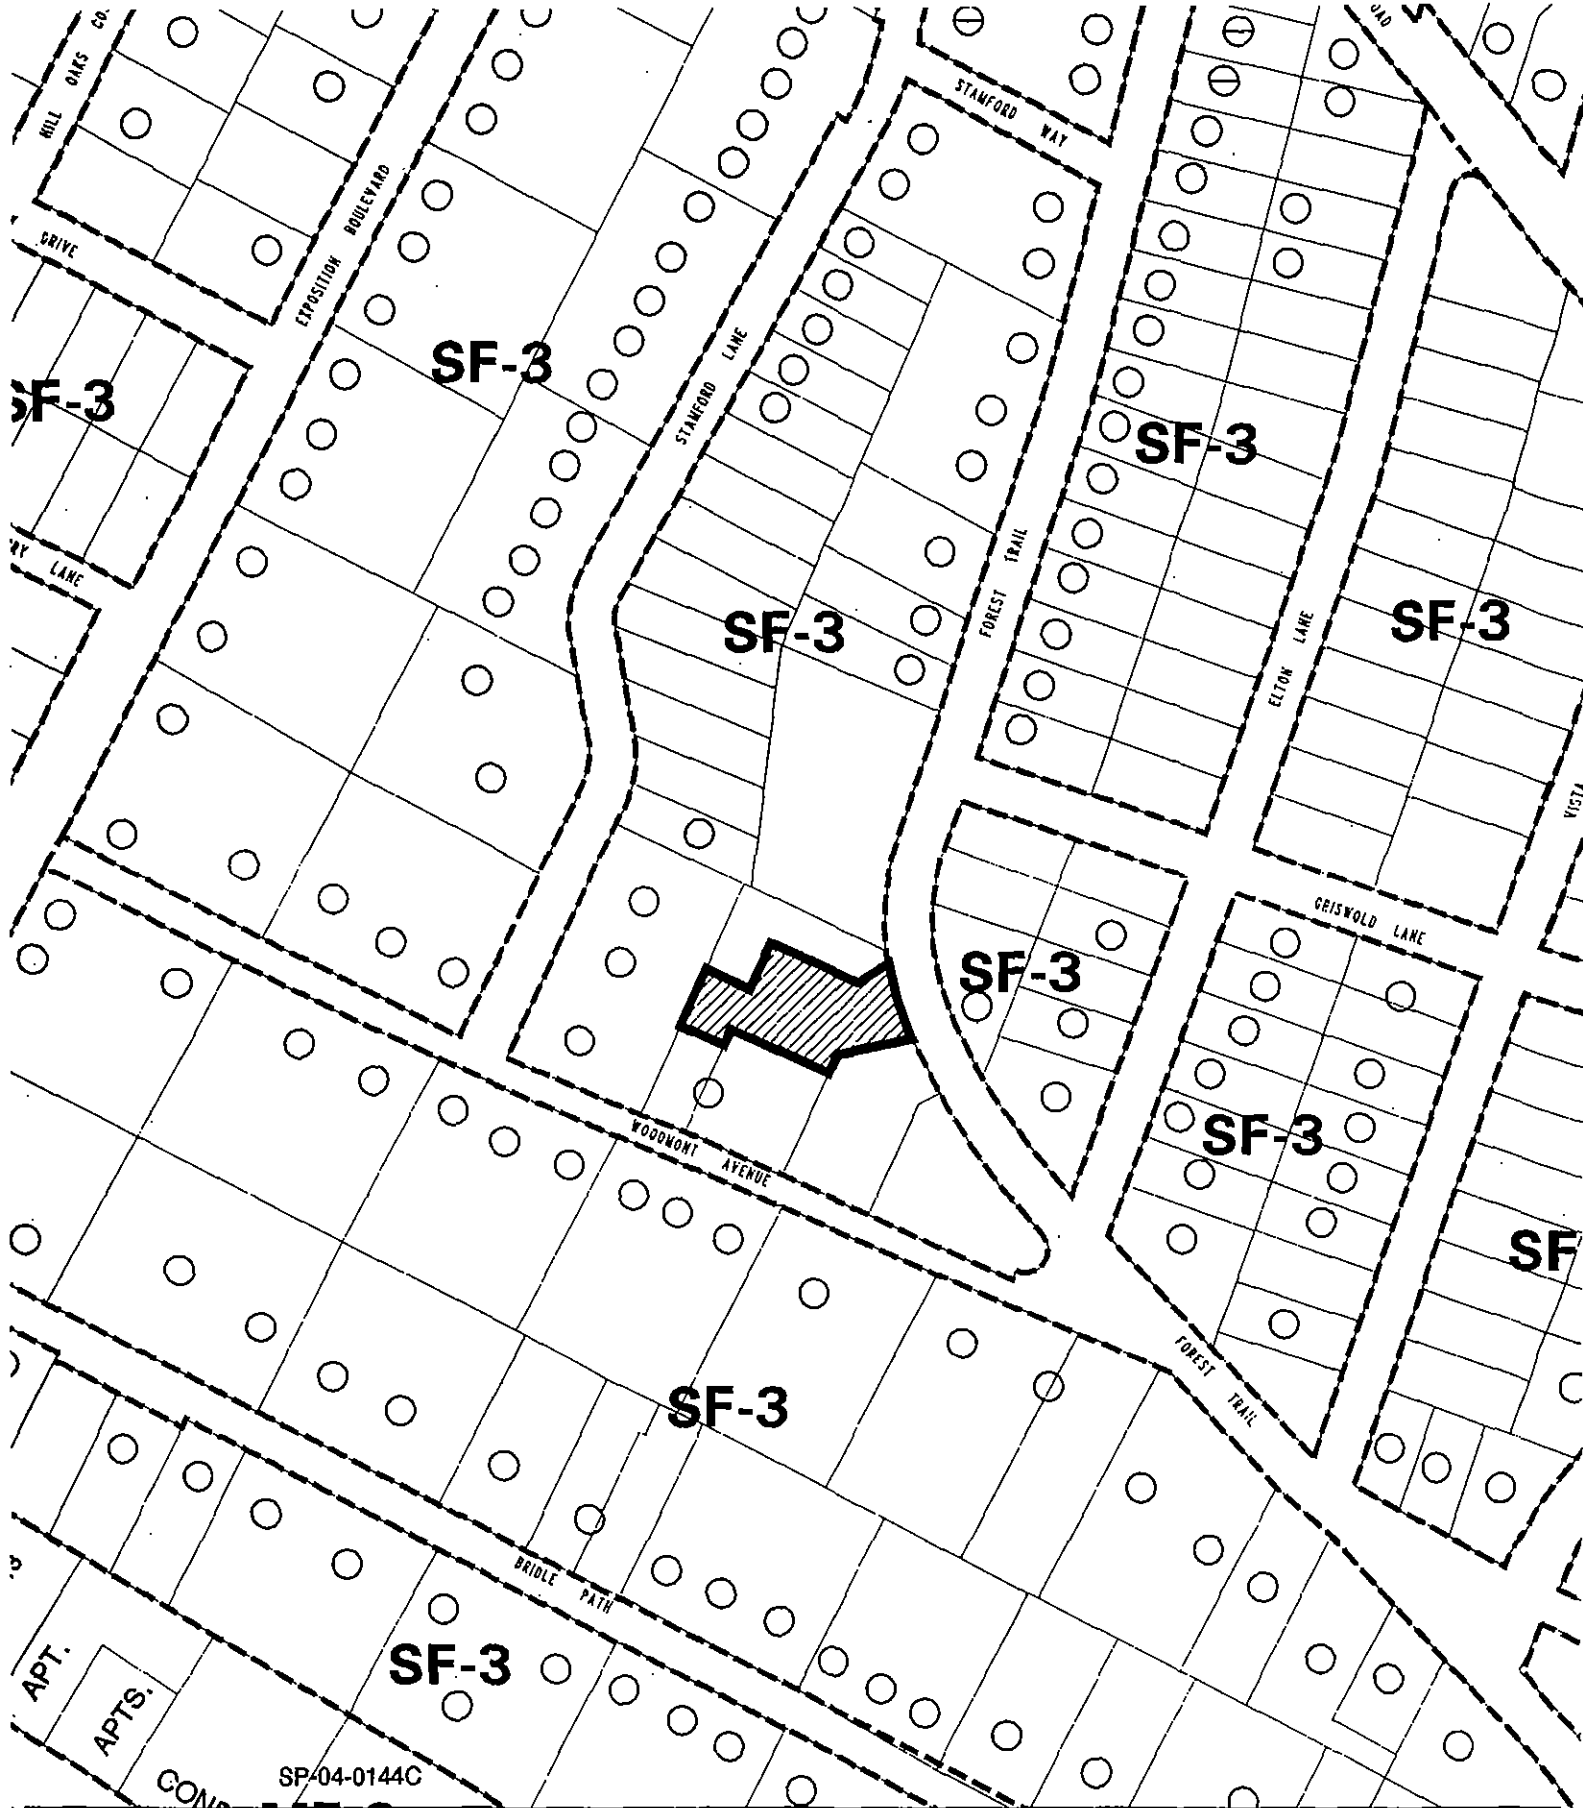 HILL OAKS
STAMFORD WAY
DRIVE
EXPOSITION BOULEVARD
SF-3
SF-3
STAMFORD LANE
SF-3
LANE
FOREST TRAIL
SF-3
ELTON LANE
SF-3
VISTA
GRISWOLD LANE
SF-3
WOODMONT AVENUE
SF-3
SF
FOREST TRAIL
SF-3
BRIDLE PATH
SF-3
APT.
APTS.
SP-04-0144C